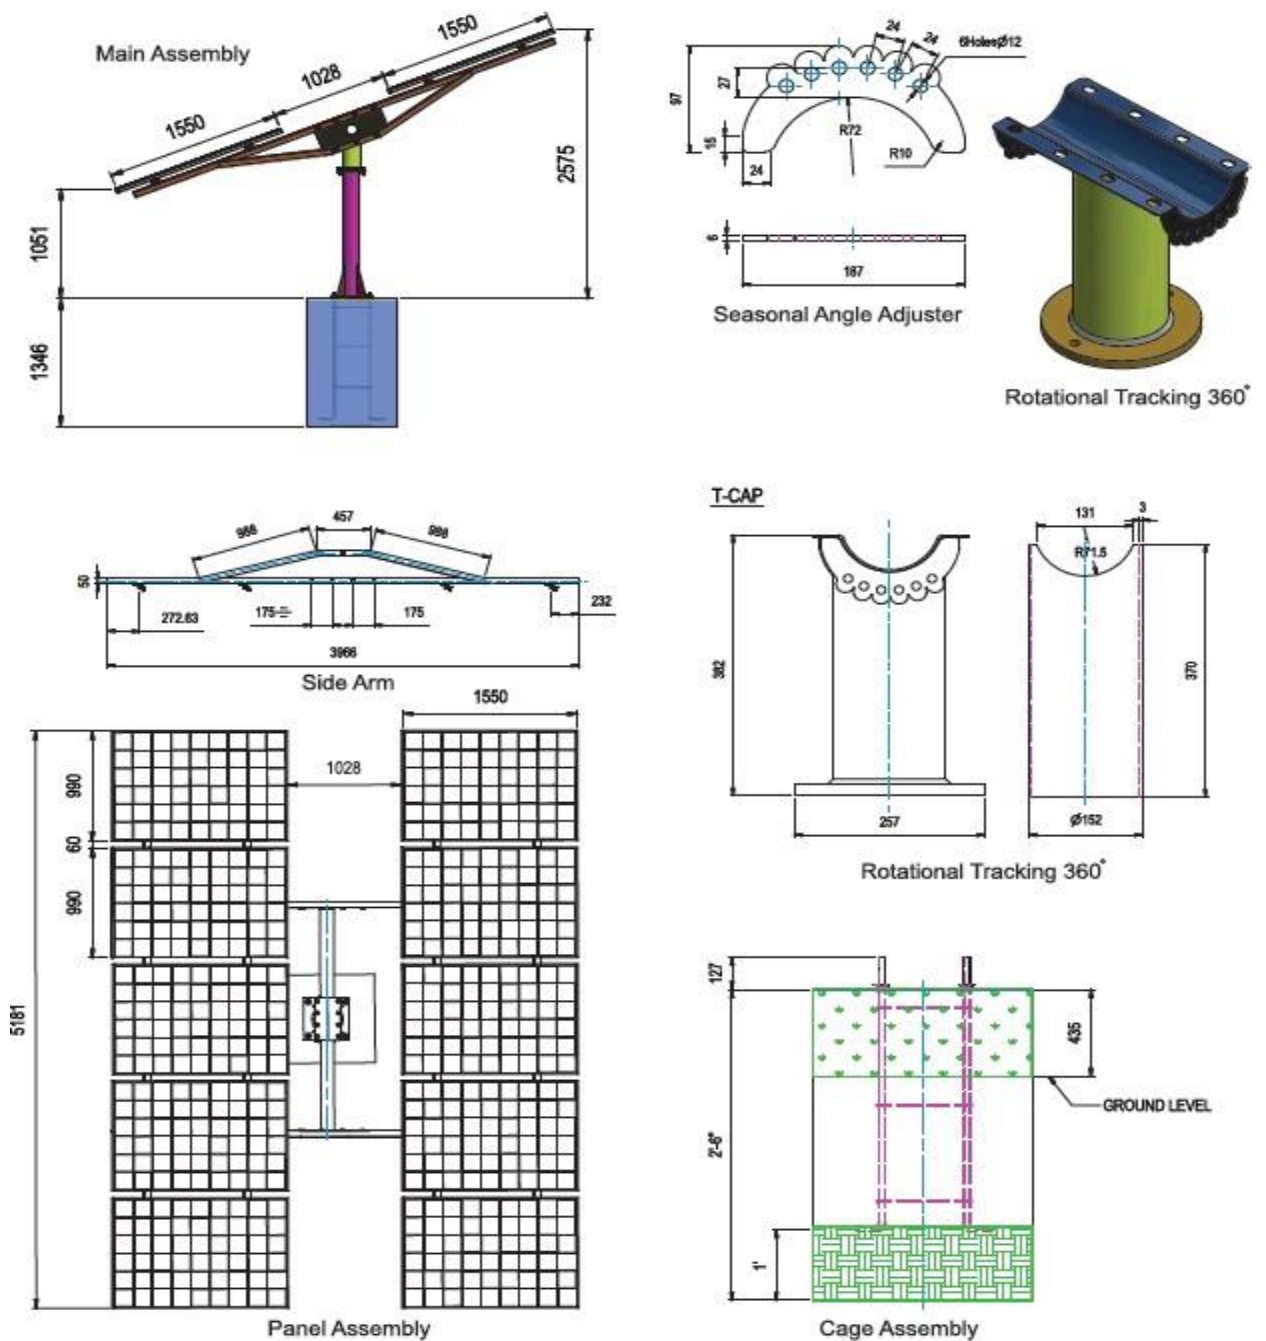 Main Assembly
1550
1028
1550
2575
1051
1346
24
24
6HolesØ12
97
27
15
R72
R10
24
6
187
Seasonal Angle Adjuster
Rotational Tracking 360°
457
988
988
50
272.63
175
175
232
3966
Side Arm
T-CAP
382
257
131
3
R71.5
370
Ø152
Rotational Tracking 360°
1550
1028
990
60
990
5181
Panel Assembly
127
435
GROUND LEVEL
2'-6"
1'
Cage Assembly